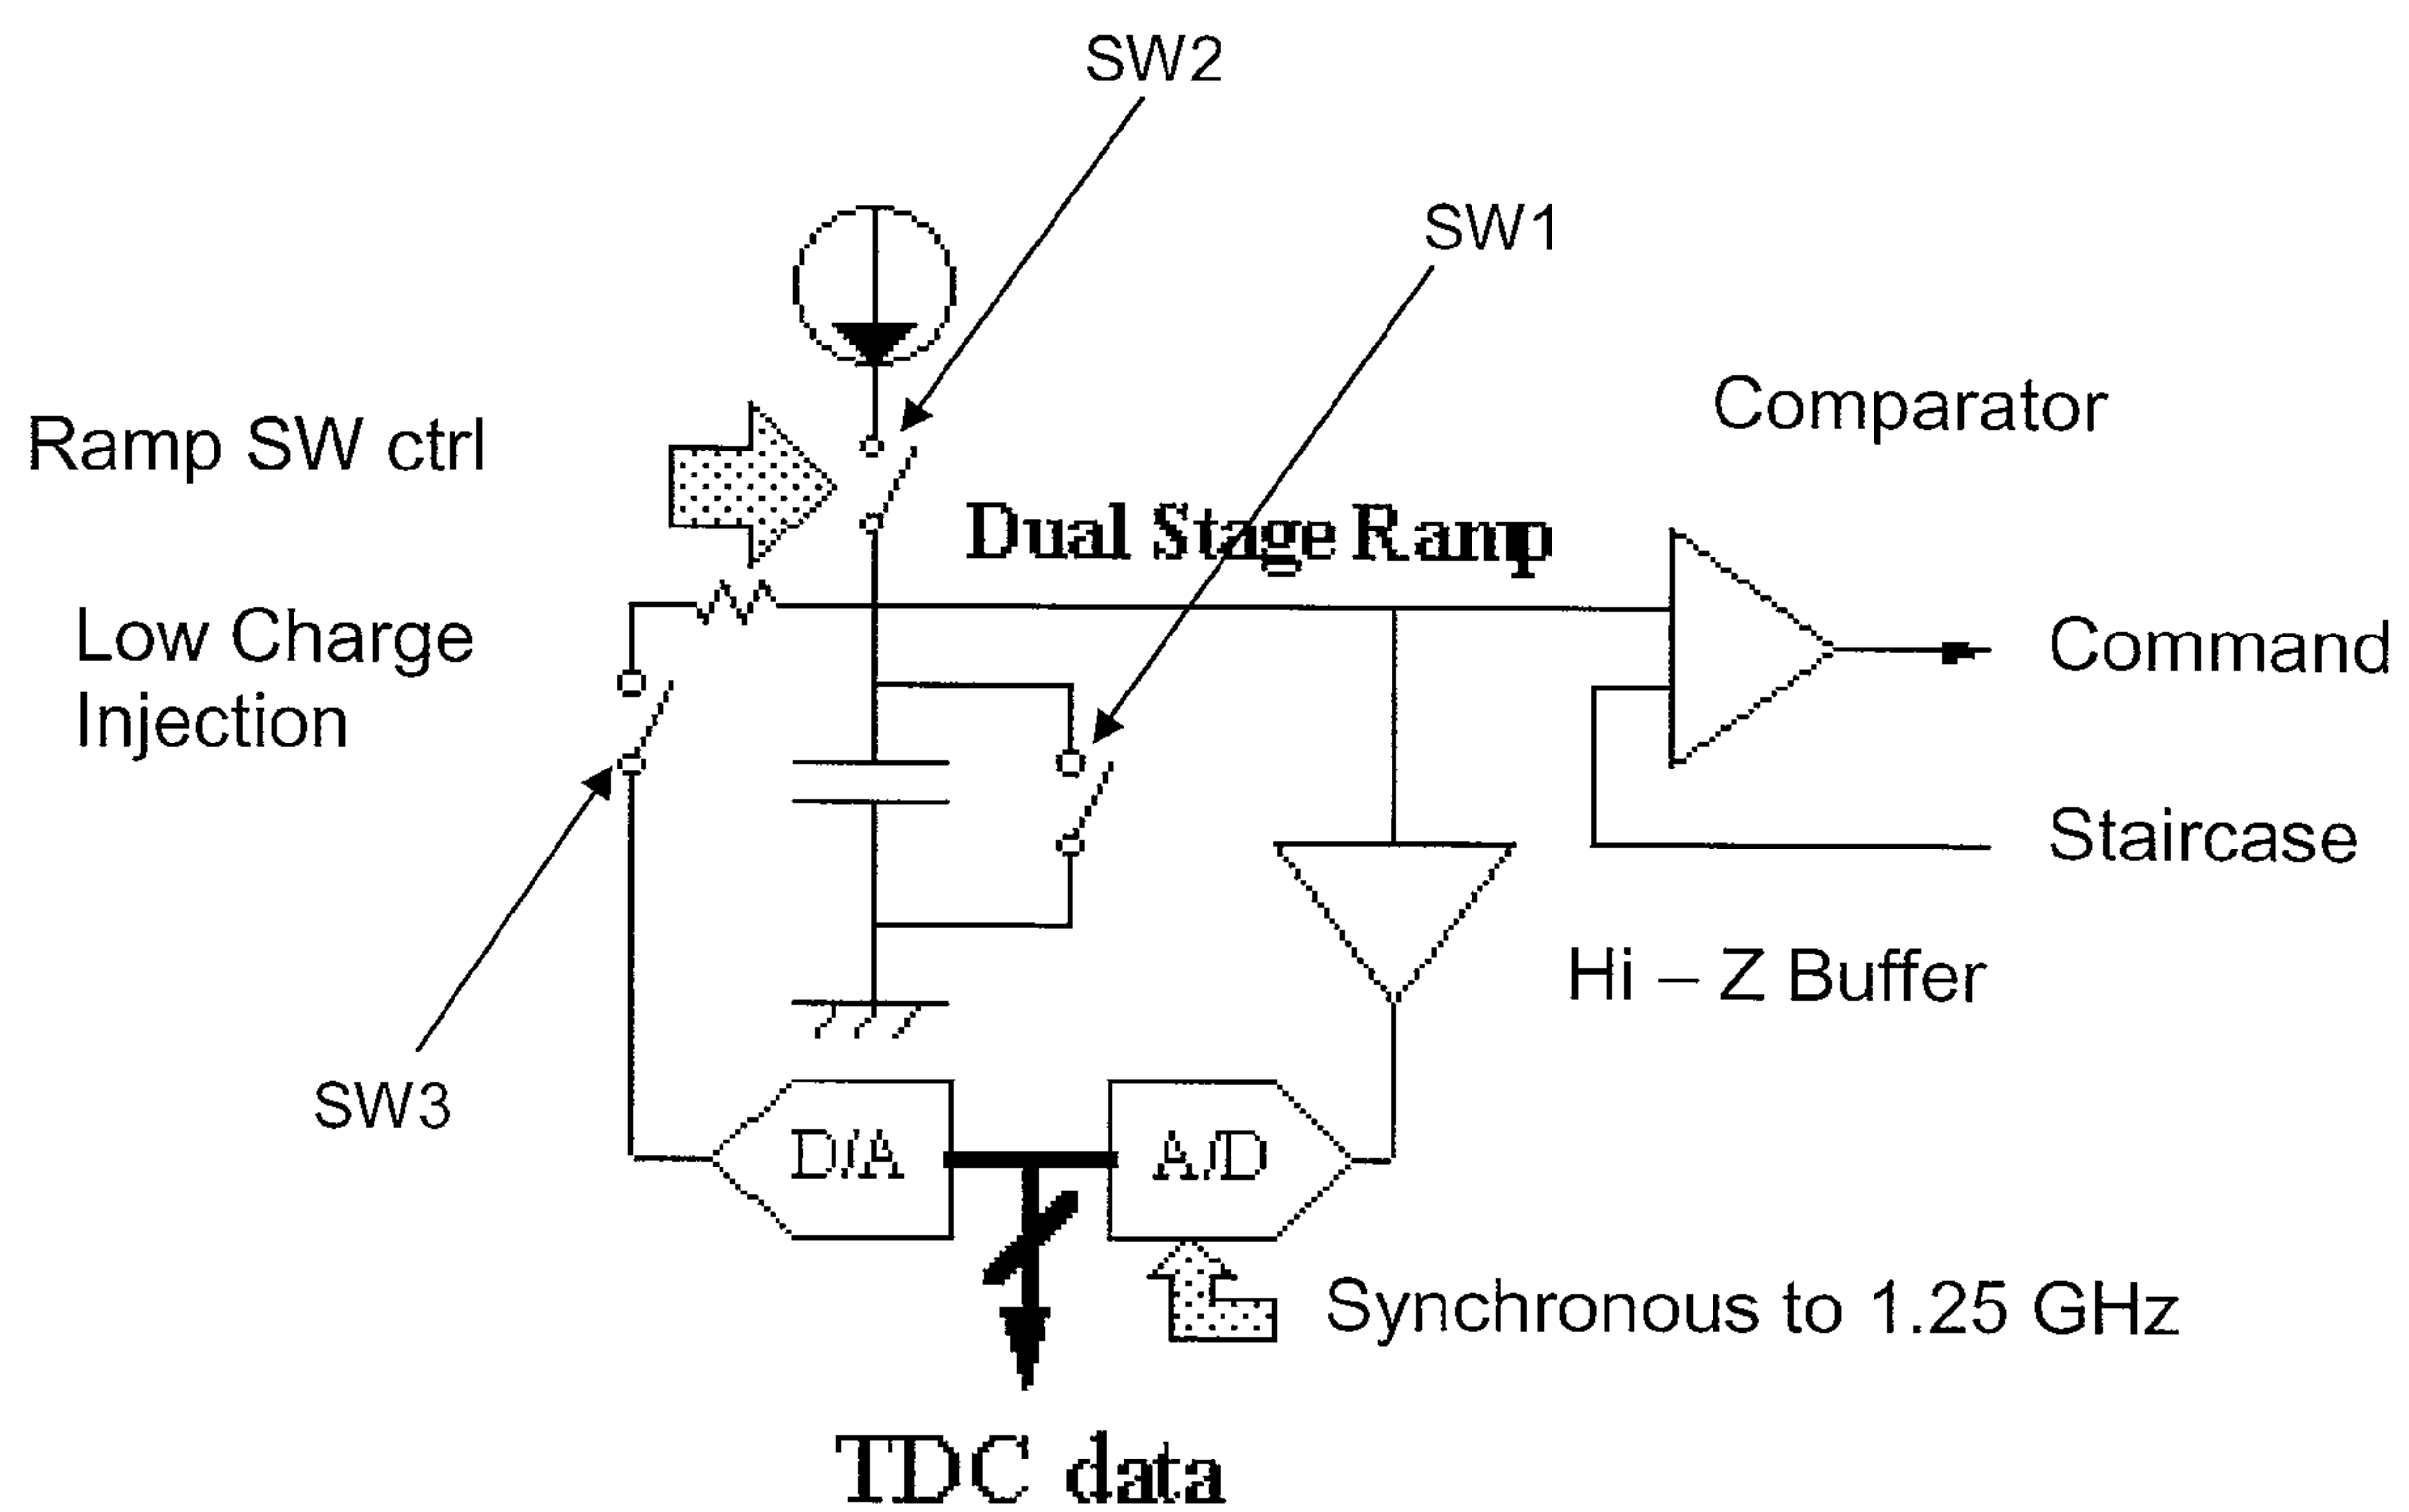 SW2
SW1
Comparator
Ramp SW ctrl
Dual Stage Ramp
Low Charge
Injection
Command
Staircase
Hi – Z Buffer
SW3
D/A
A/D
Synchronous to 1.25 GHz
TDC data